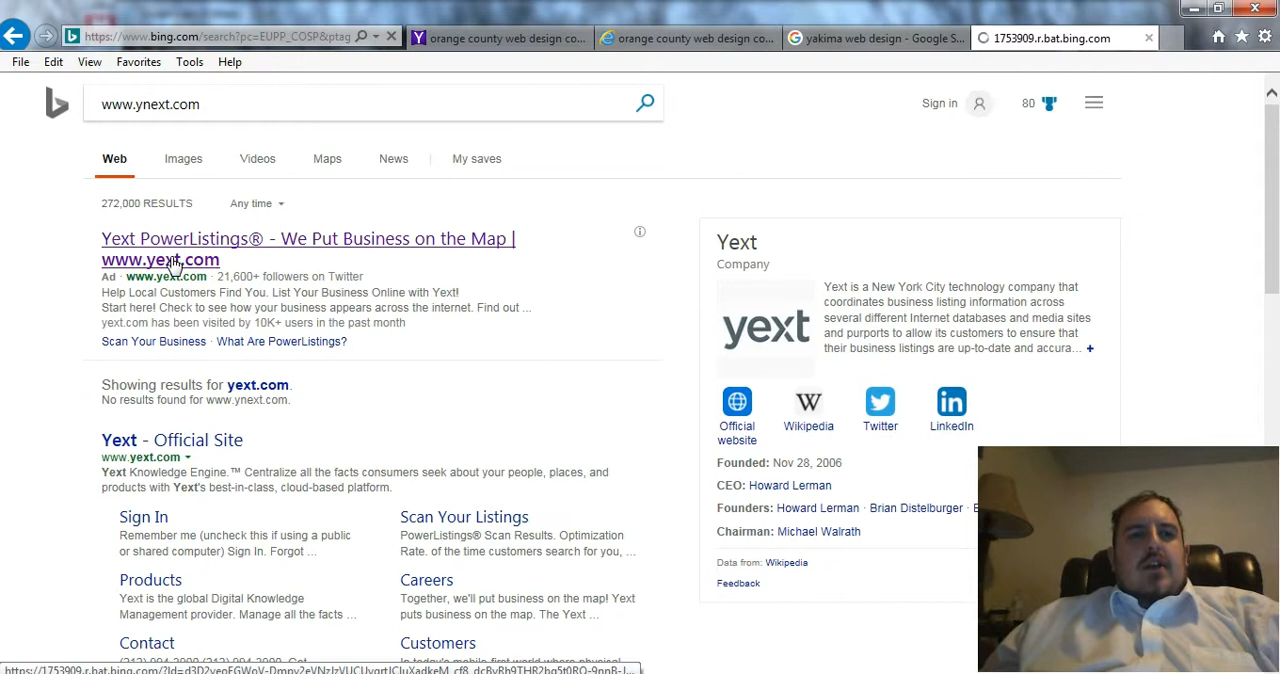 https://www.bing.com/search?pc=EUPP_COSP&ptag
orange county web design co...
orange county web design co...
yakima web design - Google S...
1753909.r.bat.bing.com
File Edit View Favorites Tools Help
www.ynext.com
Sign in
80
Web Images Videos Maps News My saves
272,000 RESULTS Any time
Yext PowerListings® - We Put Business on the Map |
www.yext.com
Ad · www.yext.com · 21,600+ followers on Twitter
Help Local Customers Find You. List Your Business Online with Yext!
Start here! Check to see how your business appears across the internet. Find out ...
yext.com has been visited by 10K+ users in the past month
Scan Your Business · What Are PowerListings?
Showing results for yext.com.
No results found for www.ynext.com.
Yext - Official Site
www.yext.com
Yext Knowledge Engine.™ Centralize all the facts consumers seek about your people, places, and
products with Yext's best-in-class, cloud-based platform.
Sign In
Remember me (uncheck this if using a public
or shared computer) Sign In. Forgot ...
Scan Your Listings
PowerListings® Scan Results. Optimization
Rate. of the time customers search for you, ...
Products
Yext is the global Digital Knowledge
Management provider. Manage all the facts ...
Careers
Together, we'll put business on the map! Yext
puts business on the map. The Yext ...
Contact
Customers
Yext
Company
yext
Yext is a New York City technology company that
coordinates business listing information across
several different Internet databases and media sites
and purports to allow its customers to ensure that
their business listings are up-to-date and accura... +
Official
website
Wikipedia
Twitter
LinkedIn
Founded: Nov 28, 2006
CEO: Howard Lerman
Founders: Howard Lerman · Brian Distelburger ·
Chairman: Michael Walrath
Data from: Wikipedia
Feedback